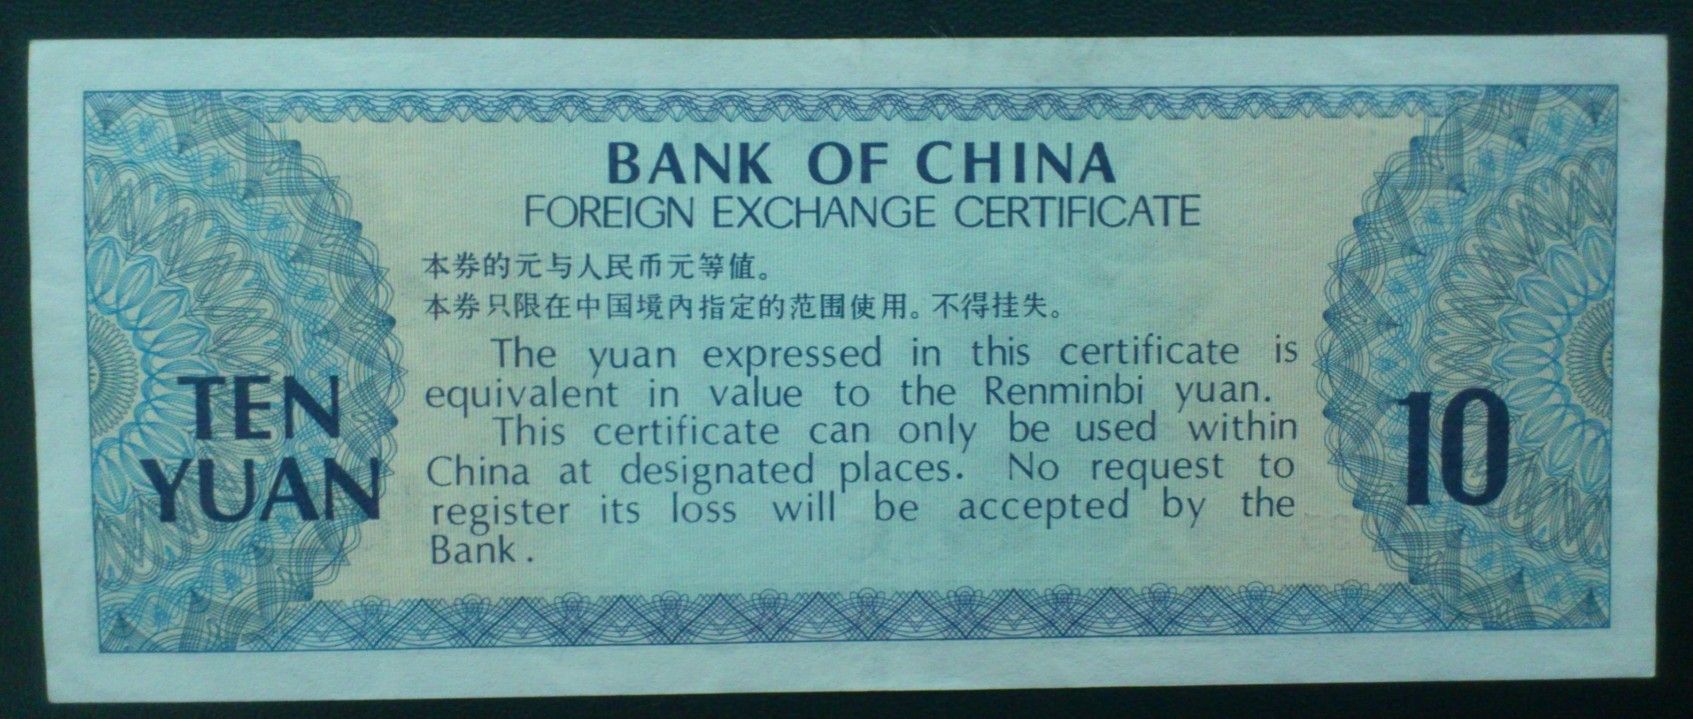 BANK OF CHINA
FOREIGN EXCHANGE CERTIFICATE
本券的元与人民币元等值。
本券只限在中国境内指定的范围使用。不得挂失。
The yuan expressed in this certificate is
equivalent in value to the Renminbi yuan.
This certificate can only be used within
China at designated places. No request to
register its loss will be accepted by the
Bank.
TEN
YUAN
10